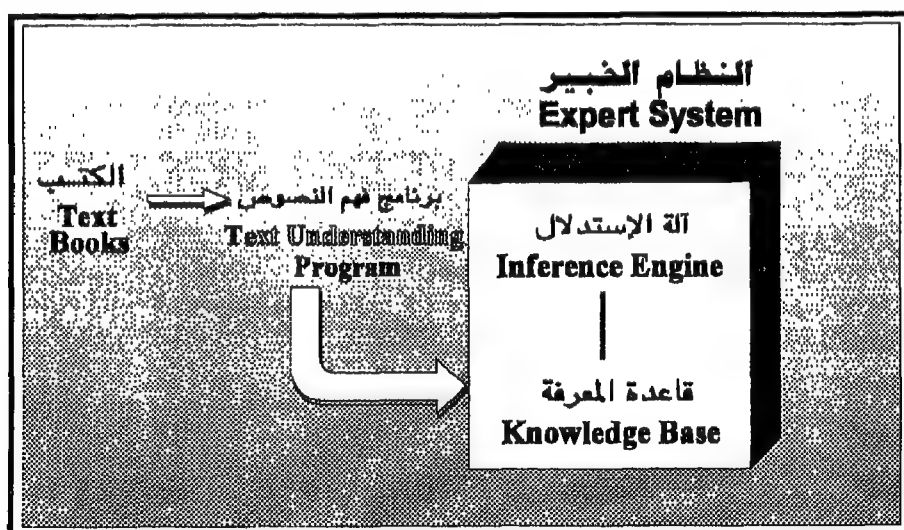 النظام الخبير
Expert System
الكتب
Text
Books
برنامج فهم النصوص
Text Understanding
Program
آلة الإستدلال
Inference Engine
قاعدة المعرفة
Knowledge Base